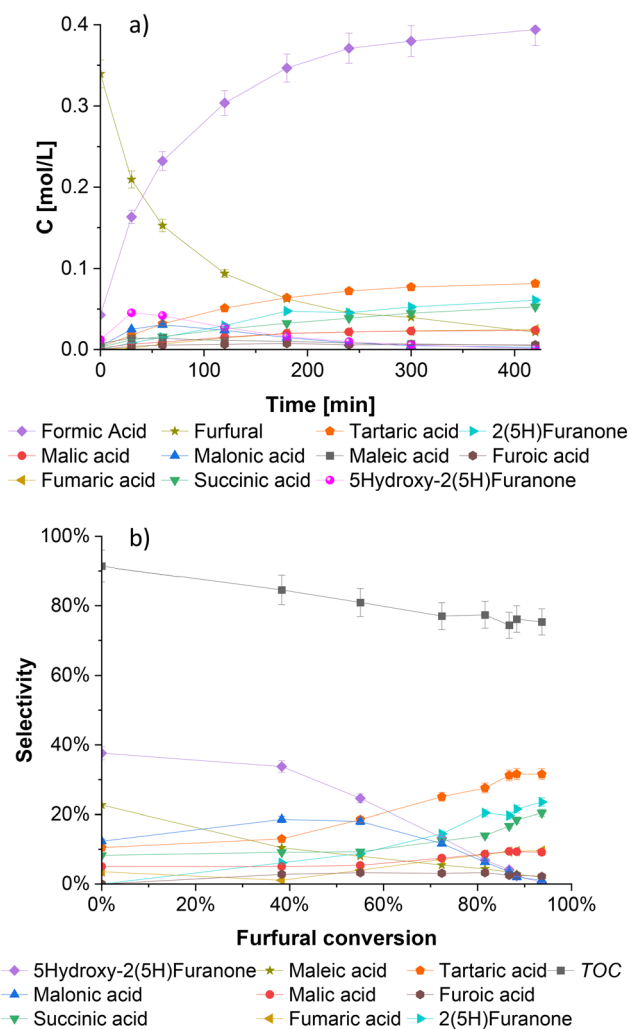 a)
0.4
0.3
0.2
0.1
0.0
C [mol/L]
0 100 200 300 400
Time [min]
Formic Acid Furfural Tartaric acid 2(5H)Furanone
Malic acid Malonic acid Maleic acid Furoic acid
Fumaric acid Succinic acid 5Hydroxy-2(5H)Furanone
b)
100%
80%
60%
40%
20%
0%
Selectivity
0% 20% 40% 60% 80% 100%
Furfural conversion
5Hydroxy-2(5H)Furanone Maleic acid Tartaric acid TOC
Malonic acid Malic acid Furoic acid
Succinic acid Fumaric acid 2(5H)Furanone